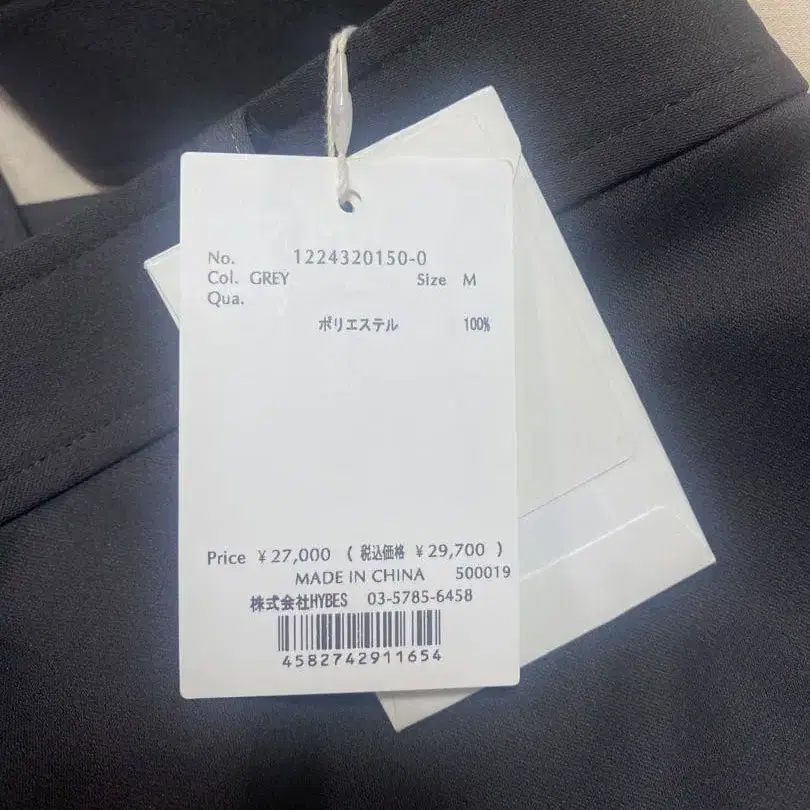 No. 1224320150-0
Col. GREY Size M
Qua.
ポリエステル 100%
Price ¥27,000 ( 税込価格 ¥29,700 )
MADE IN CHINA 500019
株式会社HYBES 03-5785-6458
4582742911654